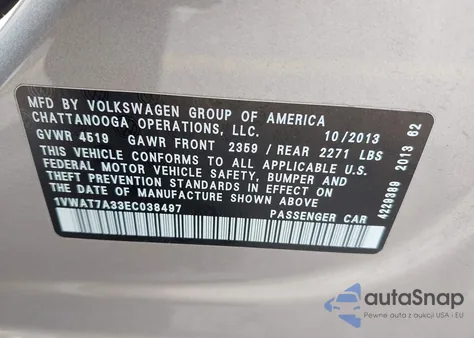 MFD BY VOLKSWAGEN GROUP OF AMERICA
CHATTANOOGA OPERATIONS, LLC. 10/2013
GVWR 4519 GAWR FRONT 2359 / REAR 2271 LBS
THIS VEHICLE CONFORMS TO ALL APPLICABLE U.S.
FEDERAL MOTOR VEHICLE SAFETY, BUMPER AND
THEFT PREVENTION STANDARDS IN EFFECT ON THE
DATE OF MANUFACTURE SHOWN ABOVE
1VWAT7A33EC038497 PASSENGER CAR
4229389 2013 62
autoSnap
Pewne auta z aukcji USA i EU